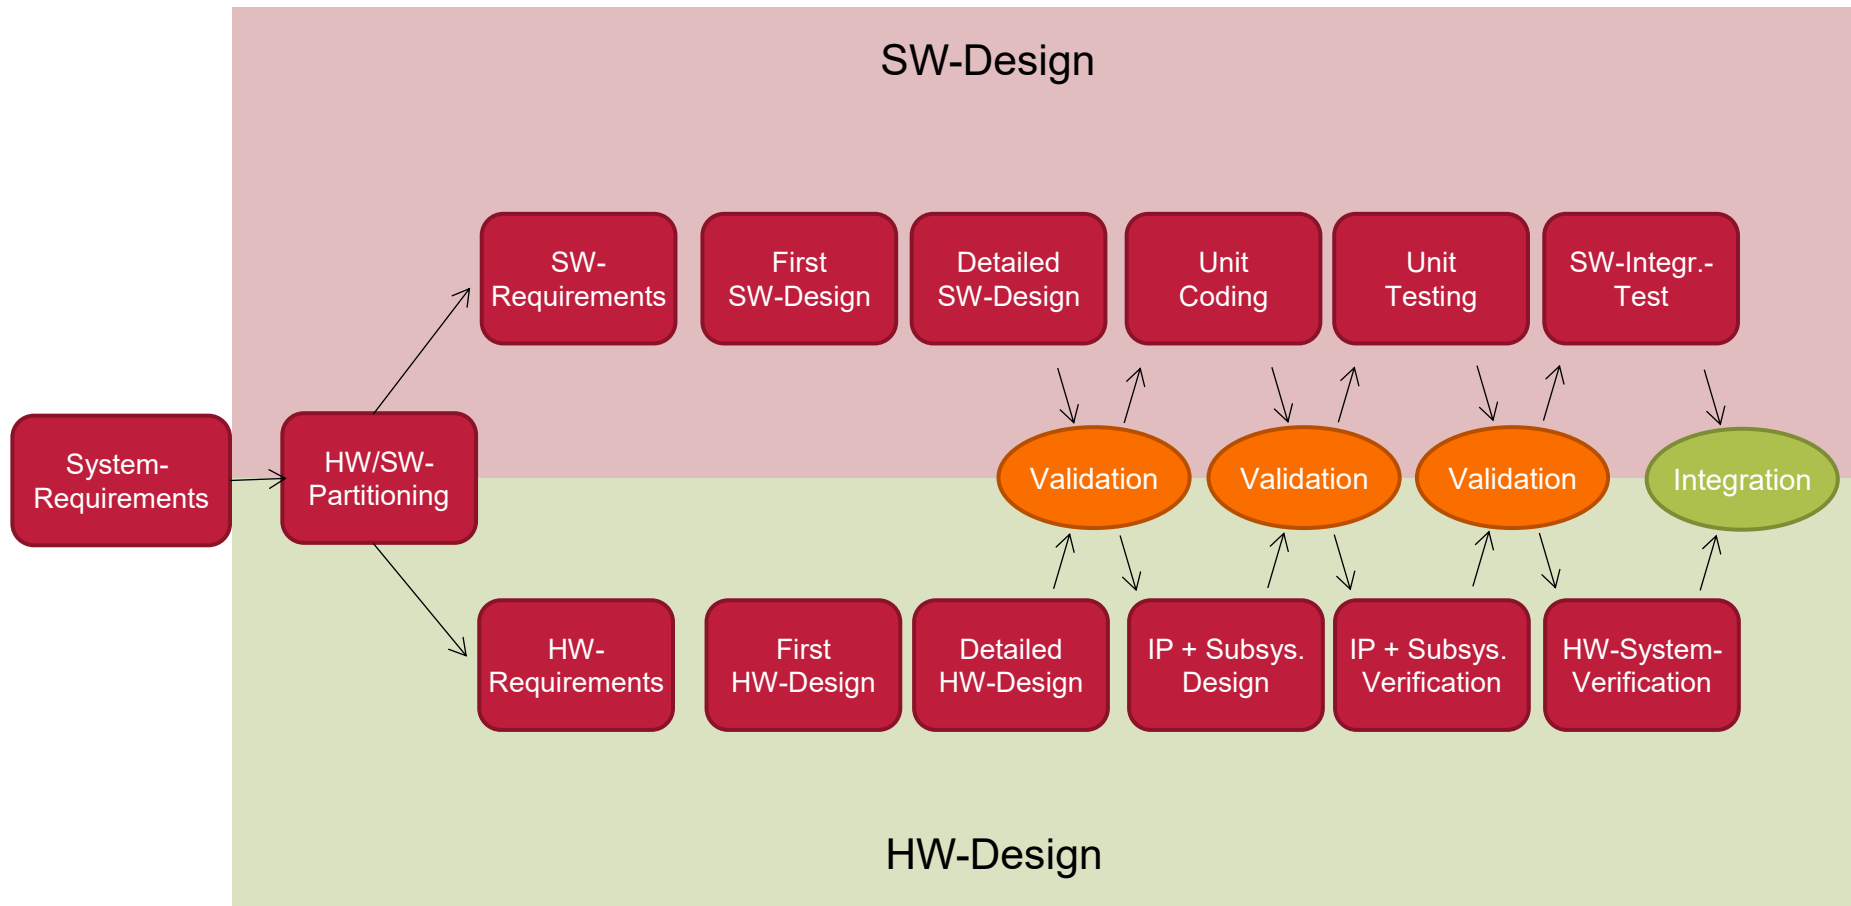 SW-Design
SW-
Requirements
First
SW-Design
Detailed
SW-Design
Unit
Coding
Unit
Testing
SW-Integr.-
Test
System-
Requirements
HW/SW-
Partitioning
Validation
Validation
Validation
Integration
HW-
Requirements
First
HW-Design
Detailed
HW-Design
IP + Subsys.
Design
IP + Subsys.
Verification
HW-System-
Verification
HW-Design